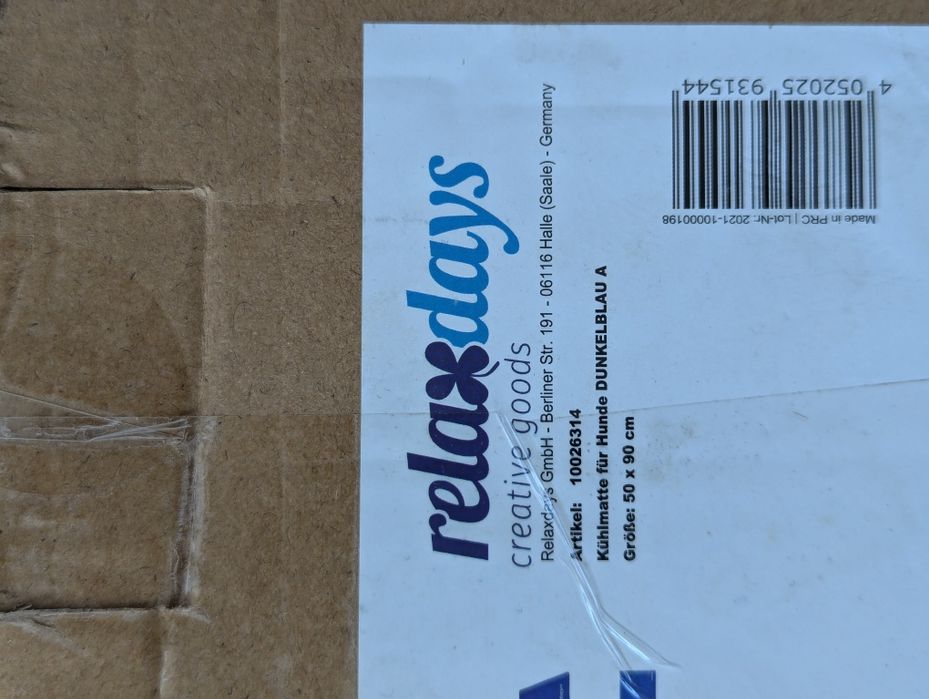 relaxdays
creative goods
Relaxdays GmbH - Berliner Str. 191 - 06116 Halle (Saale) - Germany
Artikel: 10026314
Kühlmatte für Hunde DUNKELBLAU A
Größe: 50 x 90 cm
Made in PRC | Lot-Nr: 2021-10000198
4 052025 931544